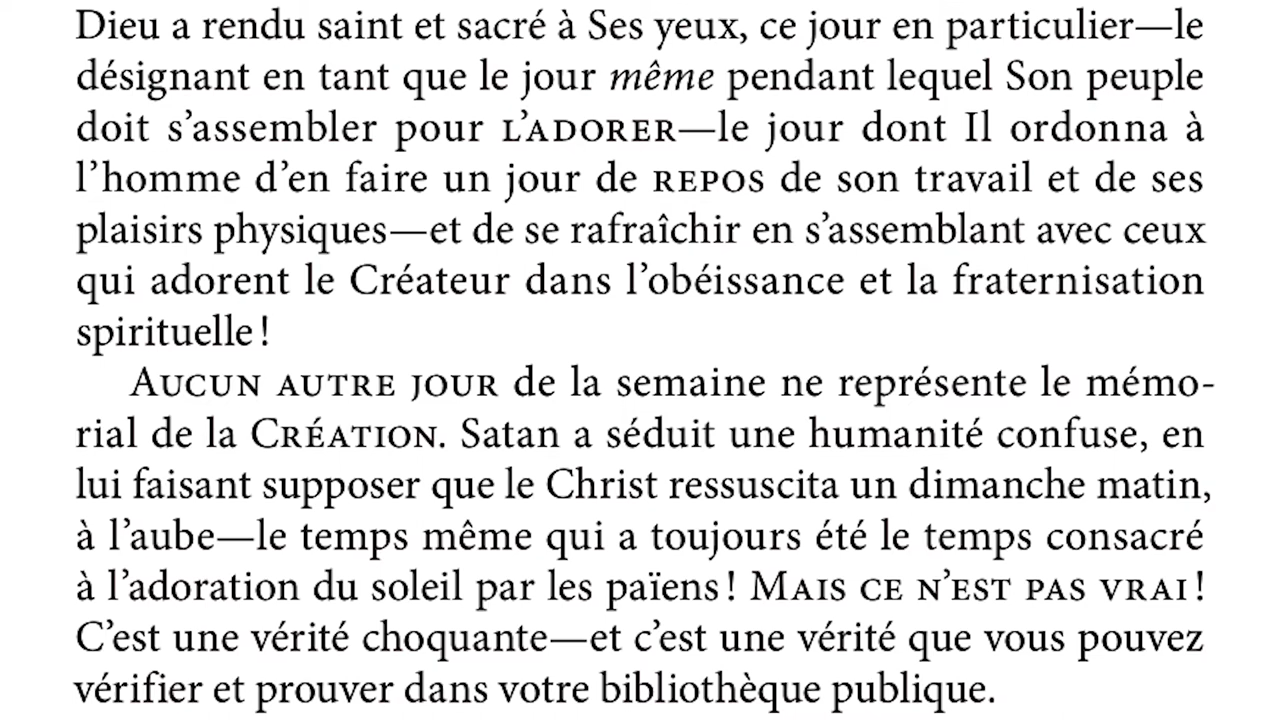 Dieu a rendu saint et sacré à Ses yeux, ce jour en particulier—le
désignant en tant que le jour même pendant lequel Son peuple
doit s’assembler pour L’ADORER—le jour dont Il ordonna à
l’homme d’en faire un jour de REPOS de son travail et de ses
plaisirs physiques—et de se rafraîchir en s’assemblant avec ceux
qui adorent le Créateur dans l’obéissance et la fraternisation
spirituelle !
AUCUN AUTRE JOUR de la semaine ne représente le mémo-
rial de la CRÉATION. Satan a séduit une humanité confuse, en
lui faisant supposer que le Christ ressuscita un dimanche matin,
à l’aube—le temps même qui a toujours été le temps consacré
à l’adoration du soleil par les païens ! MAIS CE N’EST PAS VRAI !
C’est une vérité choquante—et c’est une vérité que vous pouvez
vérifier et prouver dans votre bibliothèque publique.